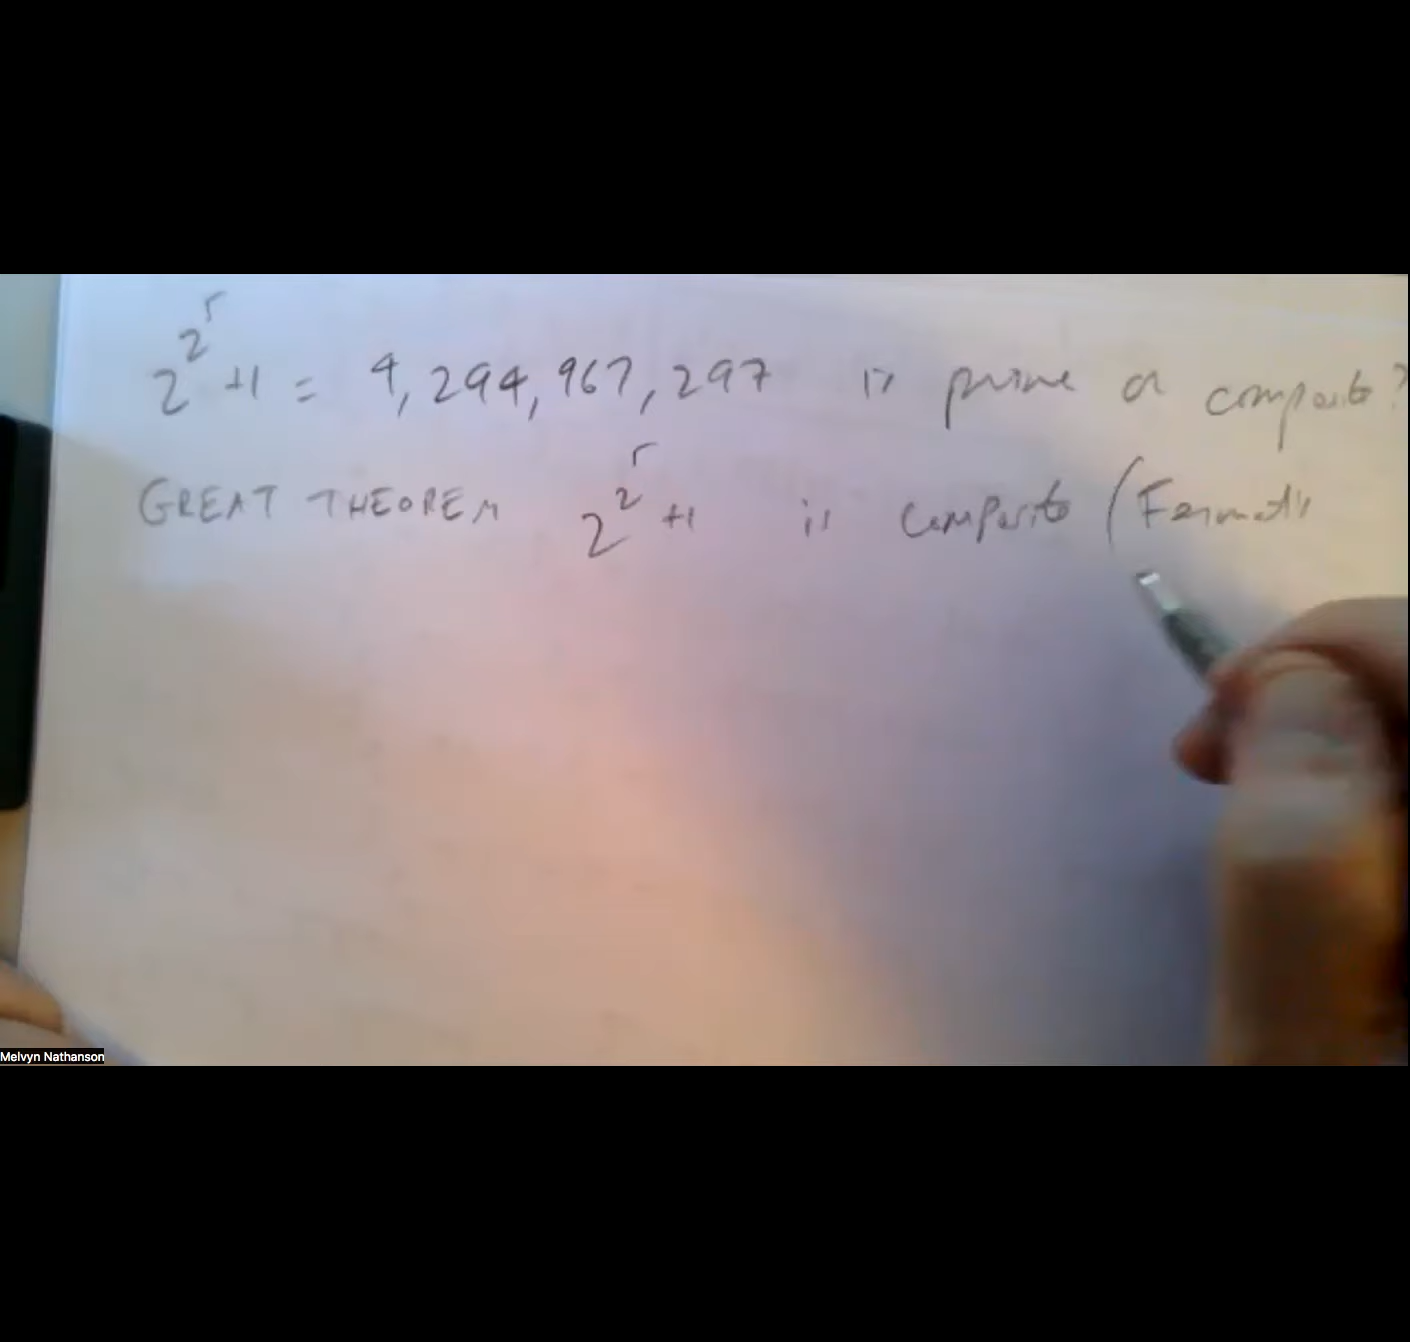 2^{2^5} + 1 = 4,294,967,297 is prime or composite?
GREAT THEOREM 2^{2^5} + 1 is composite (Fermat's
Melvyn Nathanson